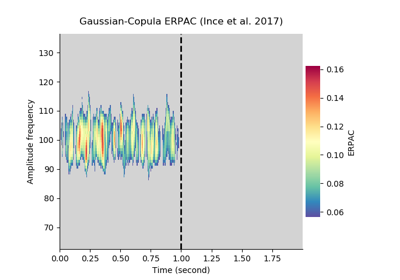 Gaussian-Copula ERPAC (Ince et al. 2017)
130
120
110
100
90
80
70
Amplitude frequency
0.00 0.25 0.50 0.75 1.00 1.25 1.50 1.75
Time (second)
0.16
0.14
0.12
0.10
0.08
0.06
ERPAC